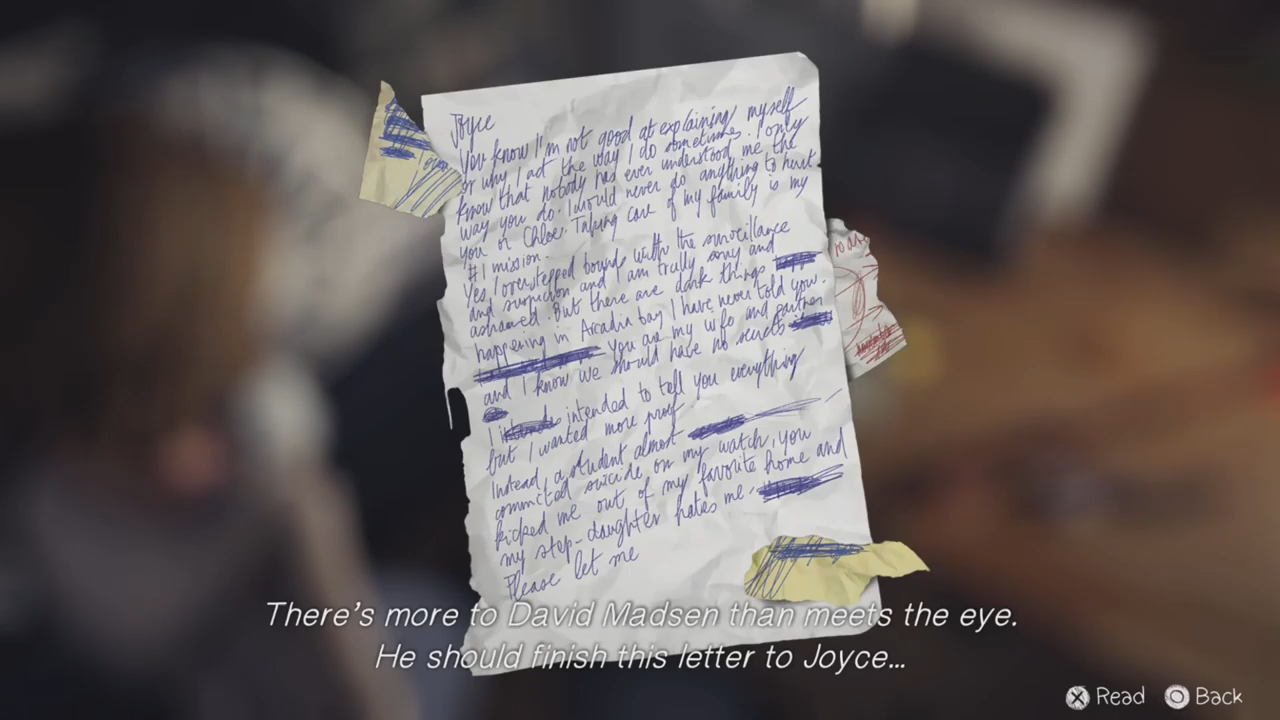 Joyce
You know I'm not good at explaining myself
or why I act the way I do sometimes. I only
know that nobody has ever understood me the
way you do. I would never do anything to hurt
you or Chloe. Taking care of my family is my
#1 mission.
Yes, I overstepped bounds with the surveillance
and suspicion and I am trully sorry and
ashamed. But there are dark things
happening in Arcadia bay I have never told you.
You are my wife and partner
and I know we should have no secrets
I intended to tell you everything
but I wanted more proof
Instead, a student almost
committed suicide on my watch, you
kicked me out of my favorite home and
my step-daughter hates me.
Please let me
There's more to David Madsen than meets the eye.
He should finish this letter to Joyce...
Read Back